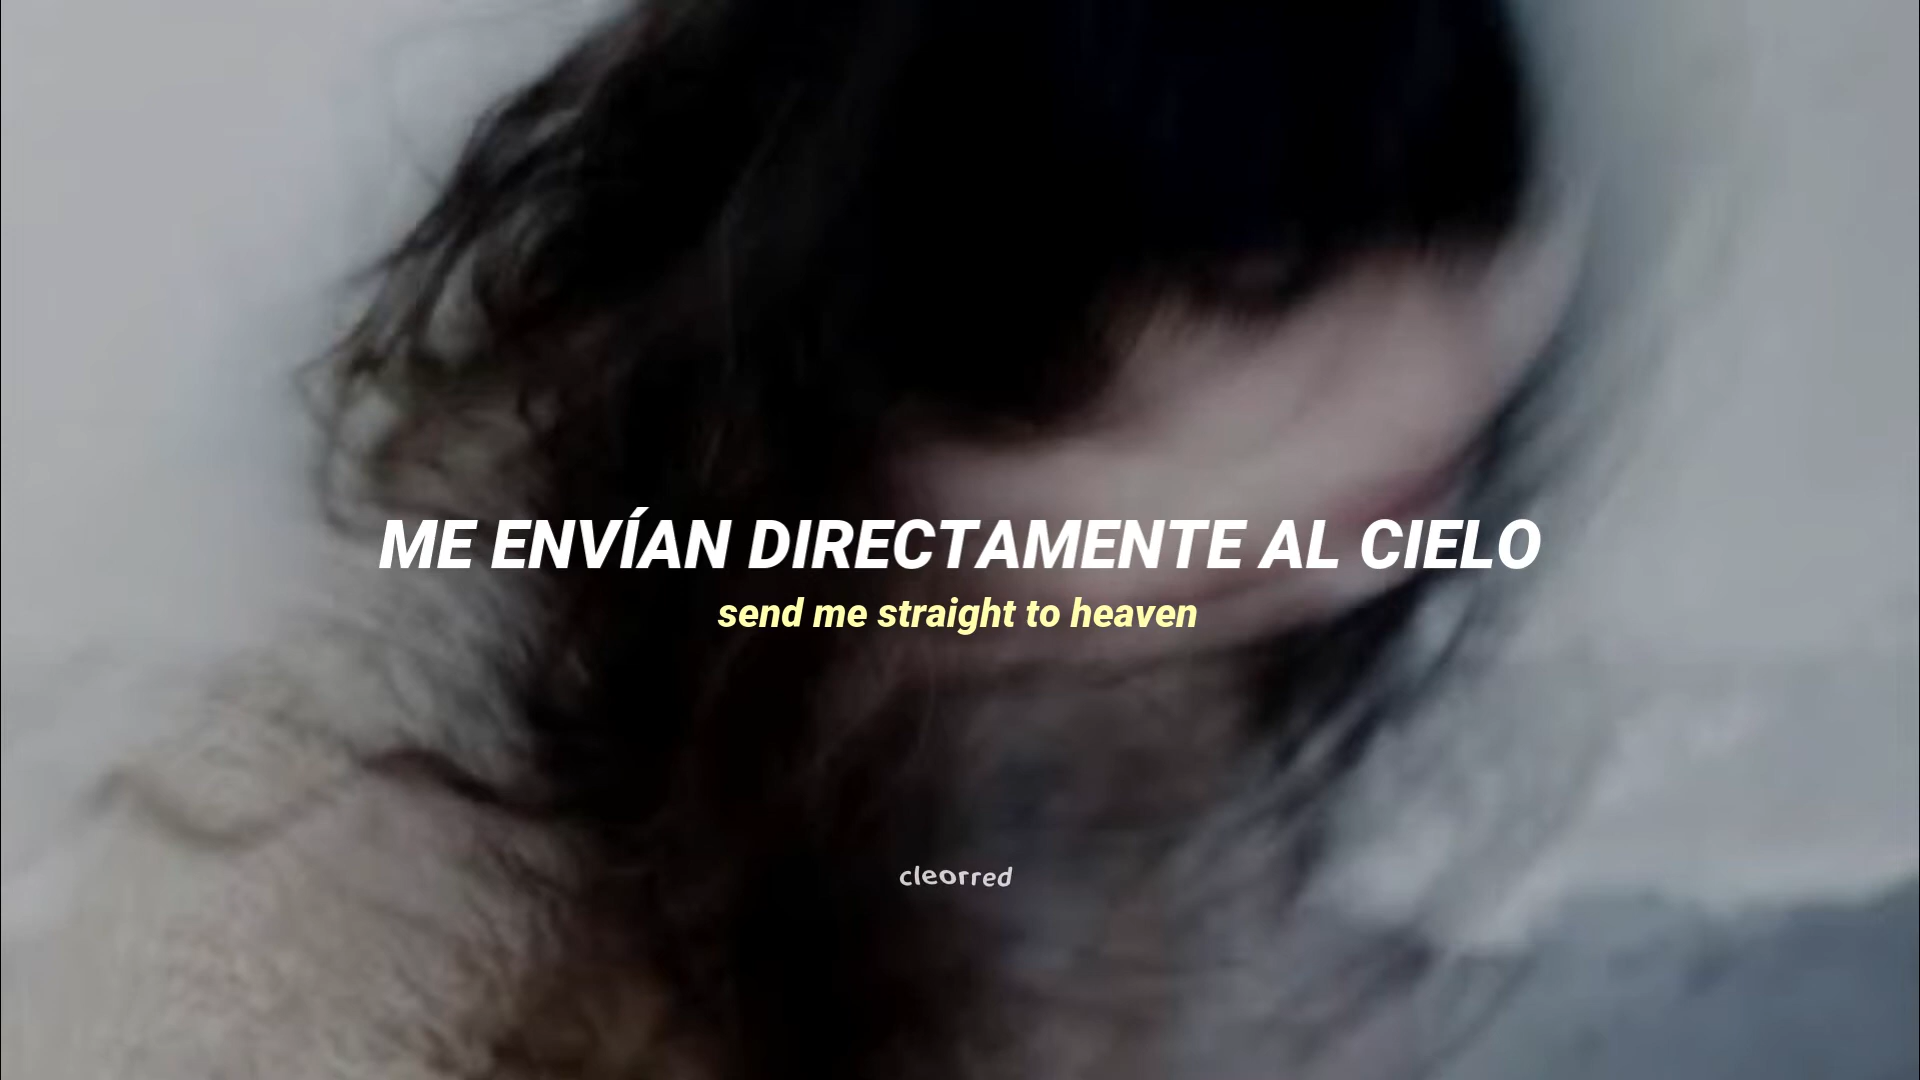 ME ENVÍAN DIRECTAMENTE AL CIELO
send me straight to heaven
cleorred